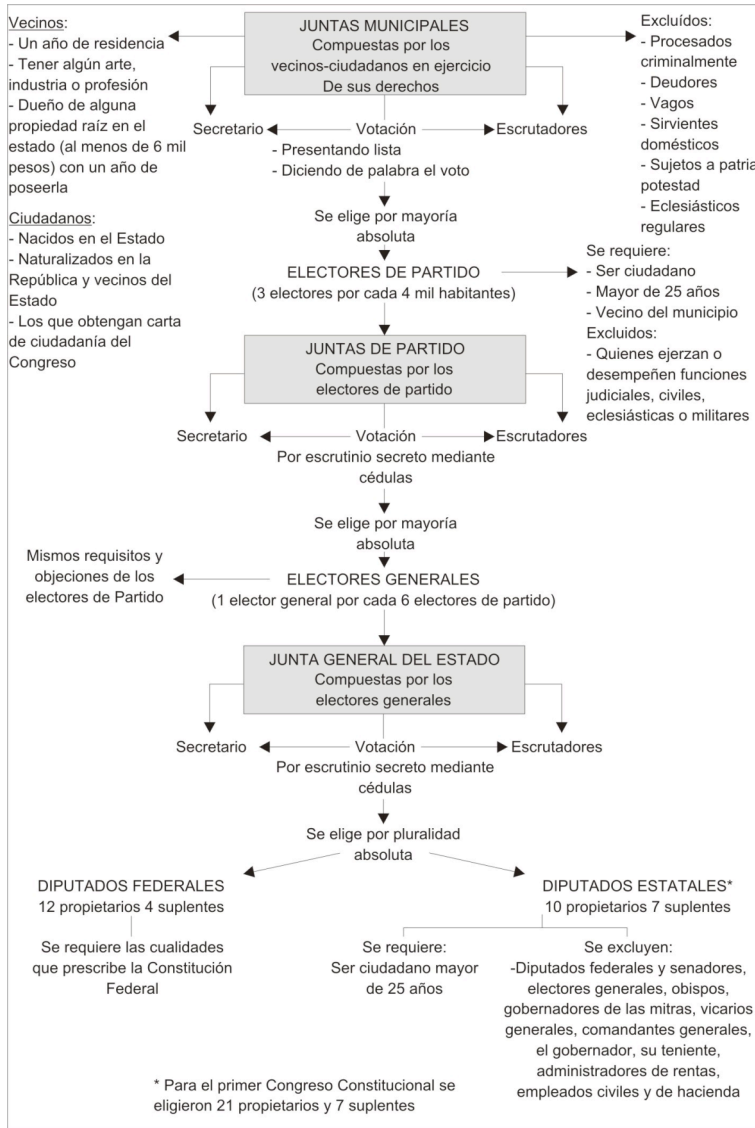 Vecinos:
- Un año de residencia
- Tener algún arte,
industria o profesión
- Dueño de alguna
propiedad raíz en el
estado (al menos de 6 mil
pesos) con un año de
poseerla
Ciudadanos:
- Nacidos en el Estado
- Naturalizados en la
República y vecinos del
Estado
- Los que obtengan carta
de ciudadanía del
Congreso
JUNTAS MUNICIPALES
Compuestas por los
vecinos-ciudadanos en ejercicio
De sus derechos
Excluídos:
- Procesados
criminalmente
- Deudores
- Vagos
- Sirvientes
domésticos
- Sujetos a patria
potestad
- Eclesiásticos
regulares
Secretario
Votación
Escrutadores
- Presentando lista
- Diciendo de palabra el voto
Se elige por mayoría
absoluta
ELECTORES DE PARTIDO
(3 electores por cada 4 mil habitantes)
Se requiere:
- Ser ciudadano
- Mayor de 25 años
- Vecino del municipio
Excluidos:
- Quienes ejerzan o
desempeñen funciones
judiciales, civiles,
eclesiásticas o militares
JUNTAS DE PARTIDO
Compuestas por los
electores de partido
Secretario
Votación
Escrutadores
Por escrutinio secreto mediante
cédulas
Se elige por mayoría
absoluta
Mismos requisitos y
objeciones de los
electores de Partido
ELECTORES GENERALES
(1 elector general por cada 6 electores de partido)
JUNTA GENERAL DEL ESTADO
Compuestas por los
electores generales
Secretario
Votación
Escrutadores
Por escrutinio secreto mediante
cédulas
Se elige por pluralidad
absoluta
DIPUTADOS FEDERALES
12 propietarios 4 suplentes
Se requiere las cualidades
que prescribe la Constitución
Federal
DIPUTADOS ESTATALES*
10 propietarios 7 suplentes
Se requiere:
Ser ciudadano mayor
de 25 años
Se excluyen:
-Diputados federales y senadores,
electores generales, obispos,
gobernadores de las mitras, vicarios
generales, comandantes generales,
el gobernador, su teniente,
administradores de rentas,
empleados civiles y de hacienda
* Para el primer Congreso Constitucional se
eligieron 21 propietarios y 7 suplentes